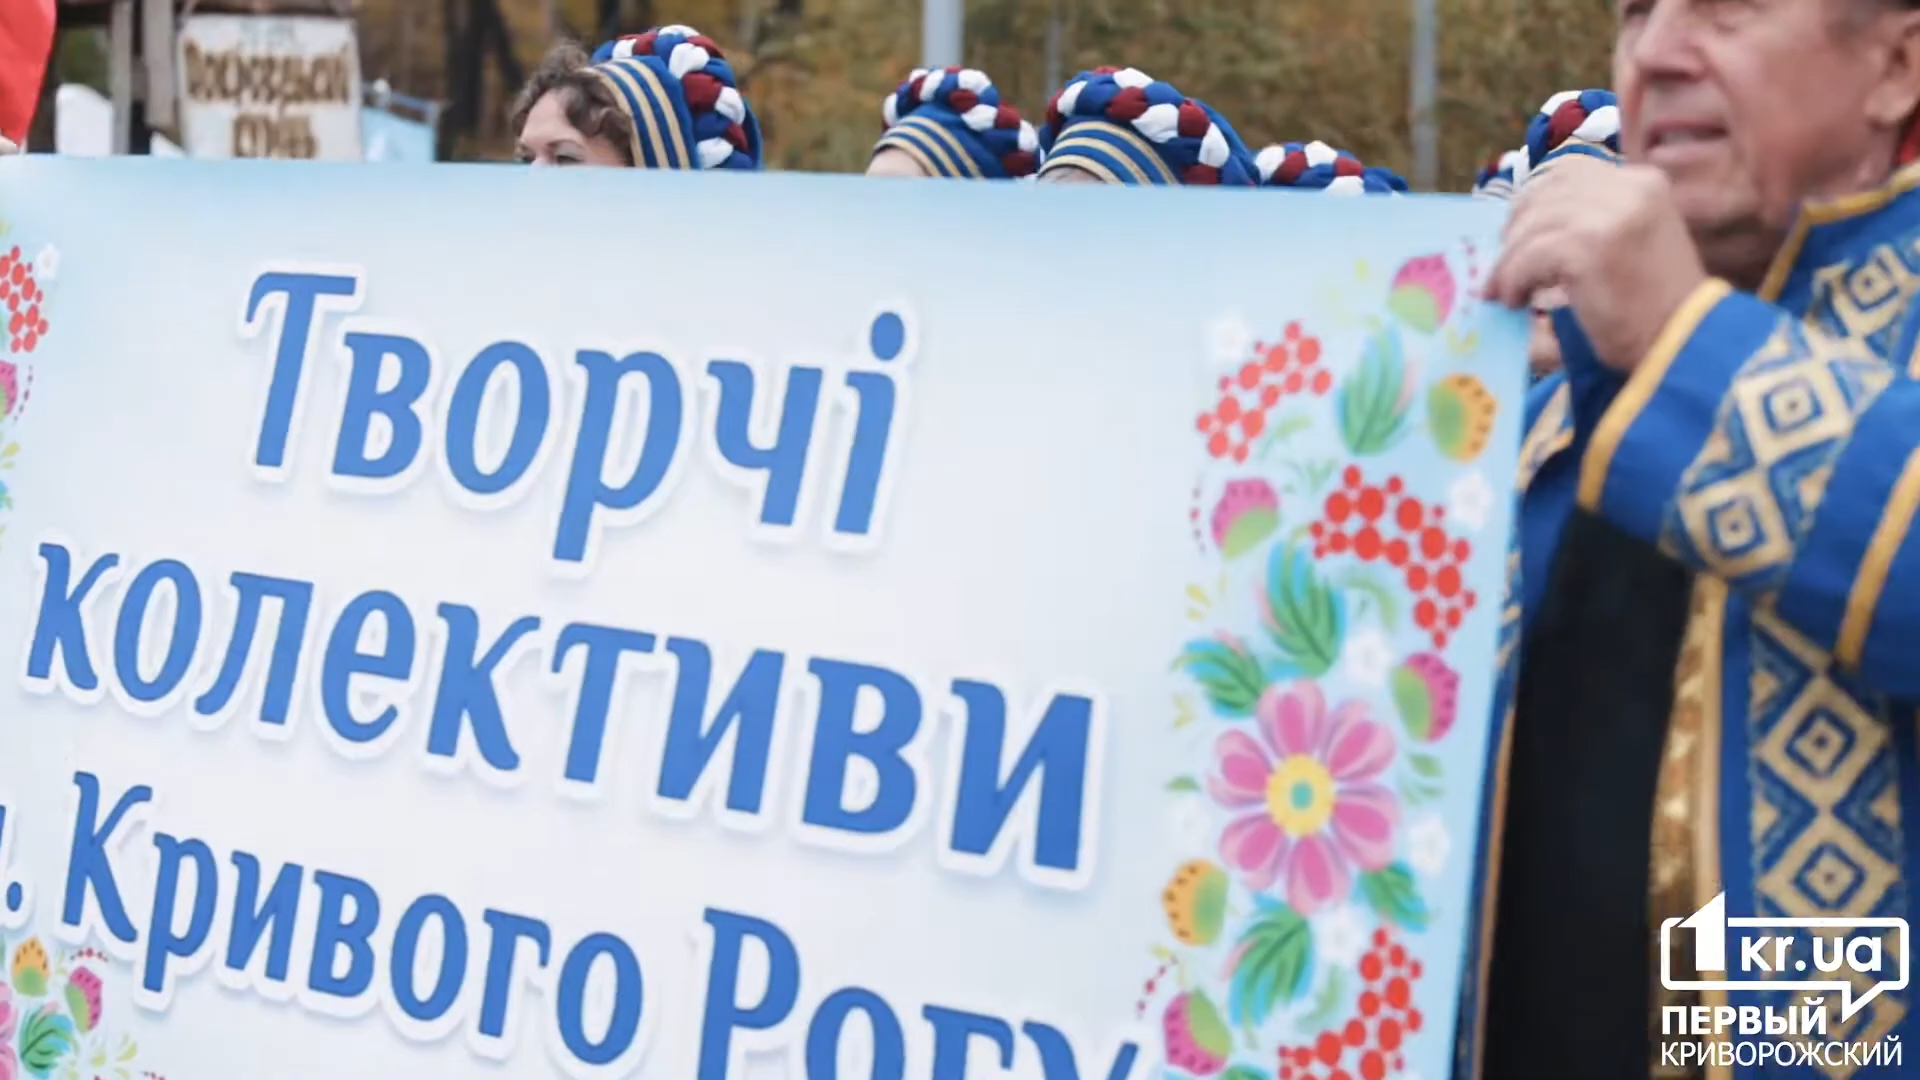 Творчі
колективи
м. Кривого Рогу
1kr.ua
ПЕРВЫЙ
КРИВОРОЖСКИЙ